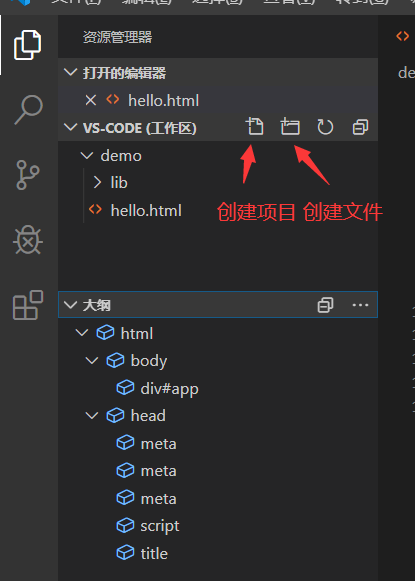 资源管理器
打开的编辑器
hello.html
VS-CODE (工作区)
demo
lib
hello.html
创建项目 创建文件
大纲
html
body
div#app
head
meta
meta
meta
script
title